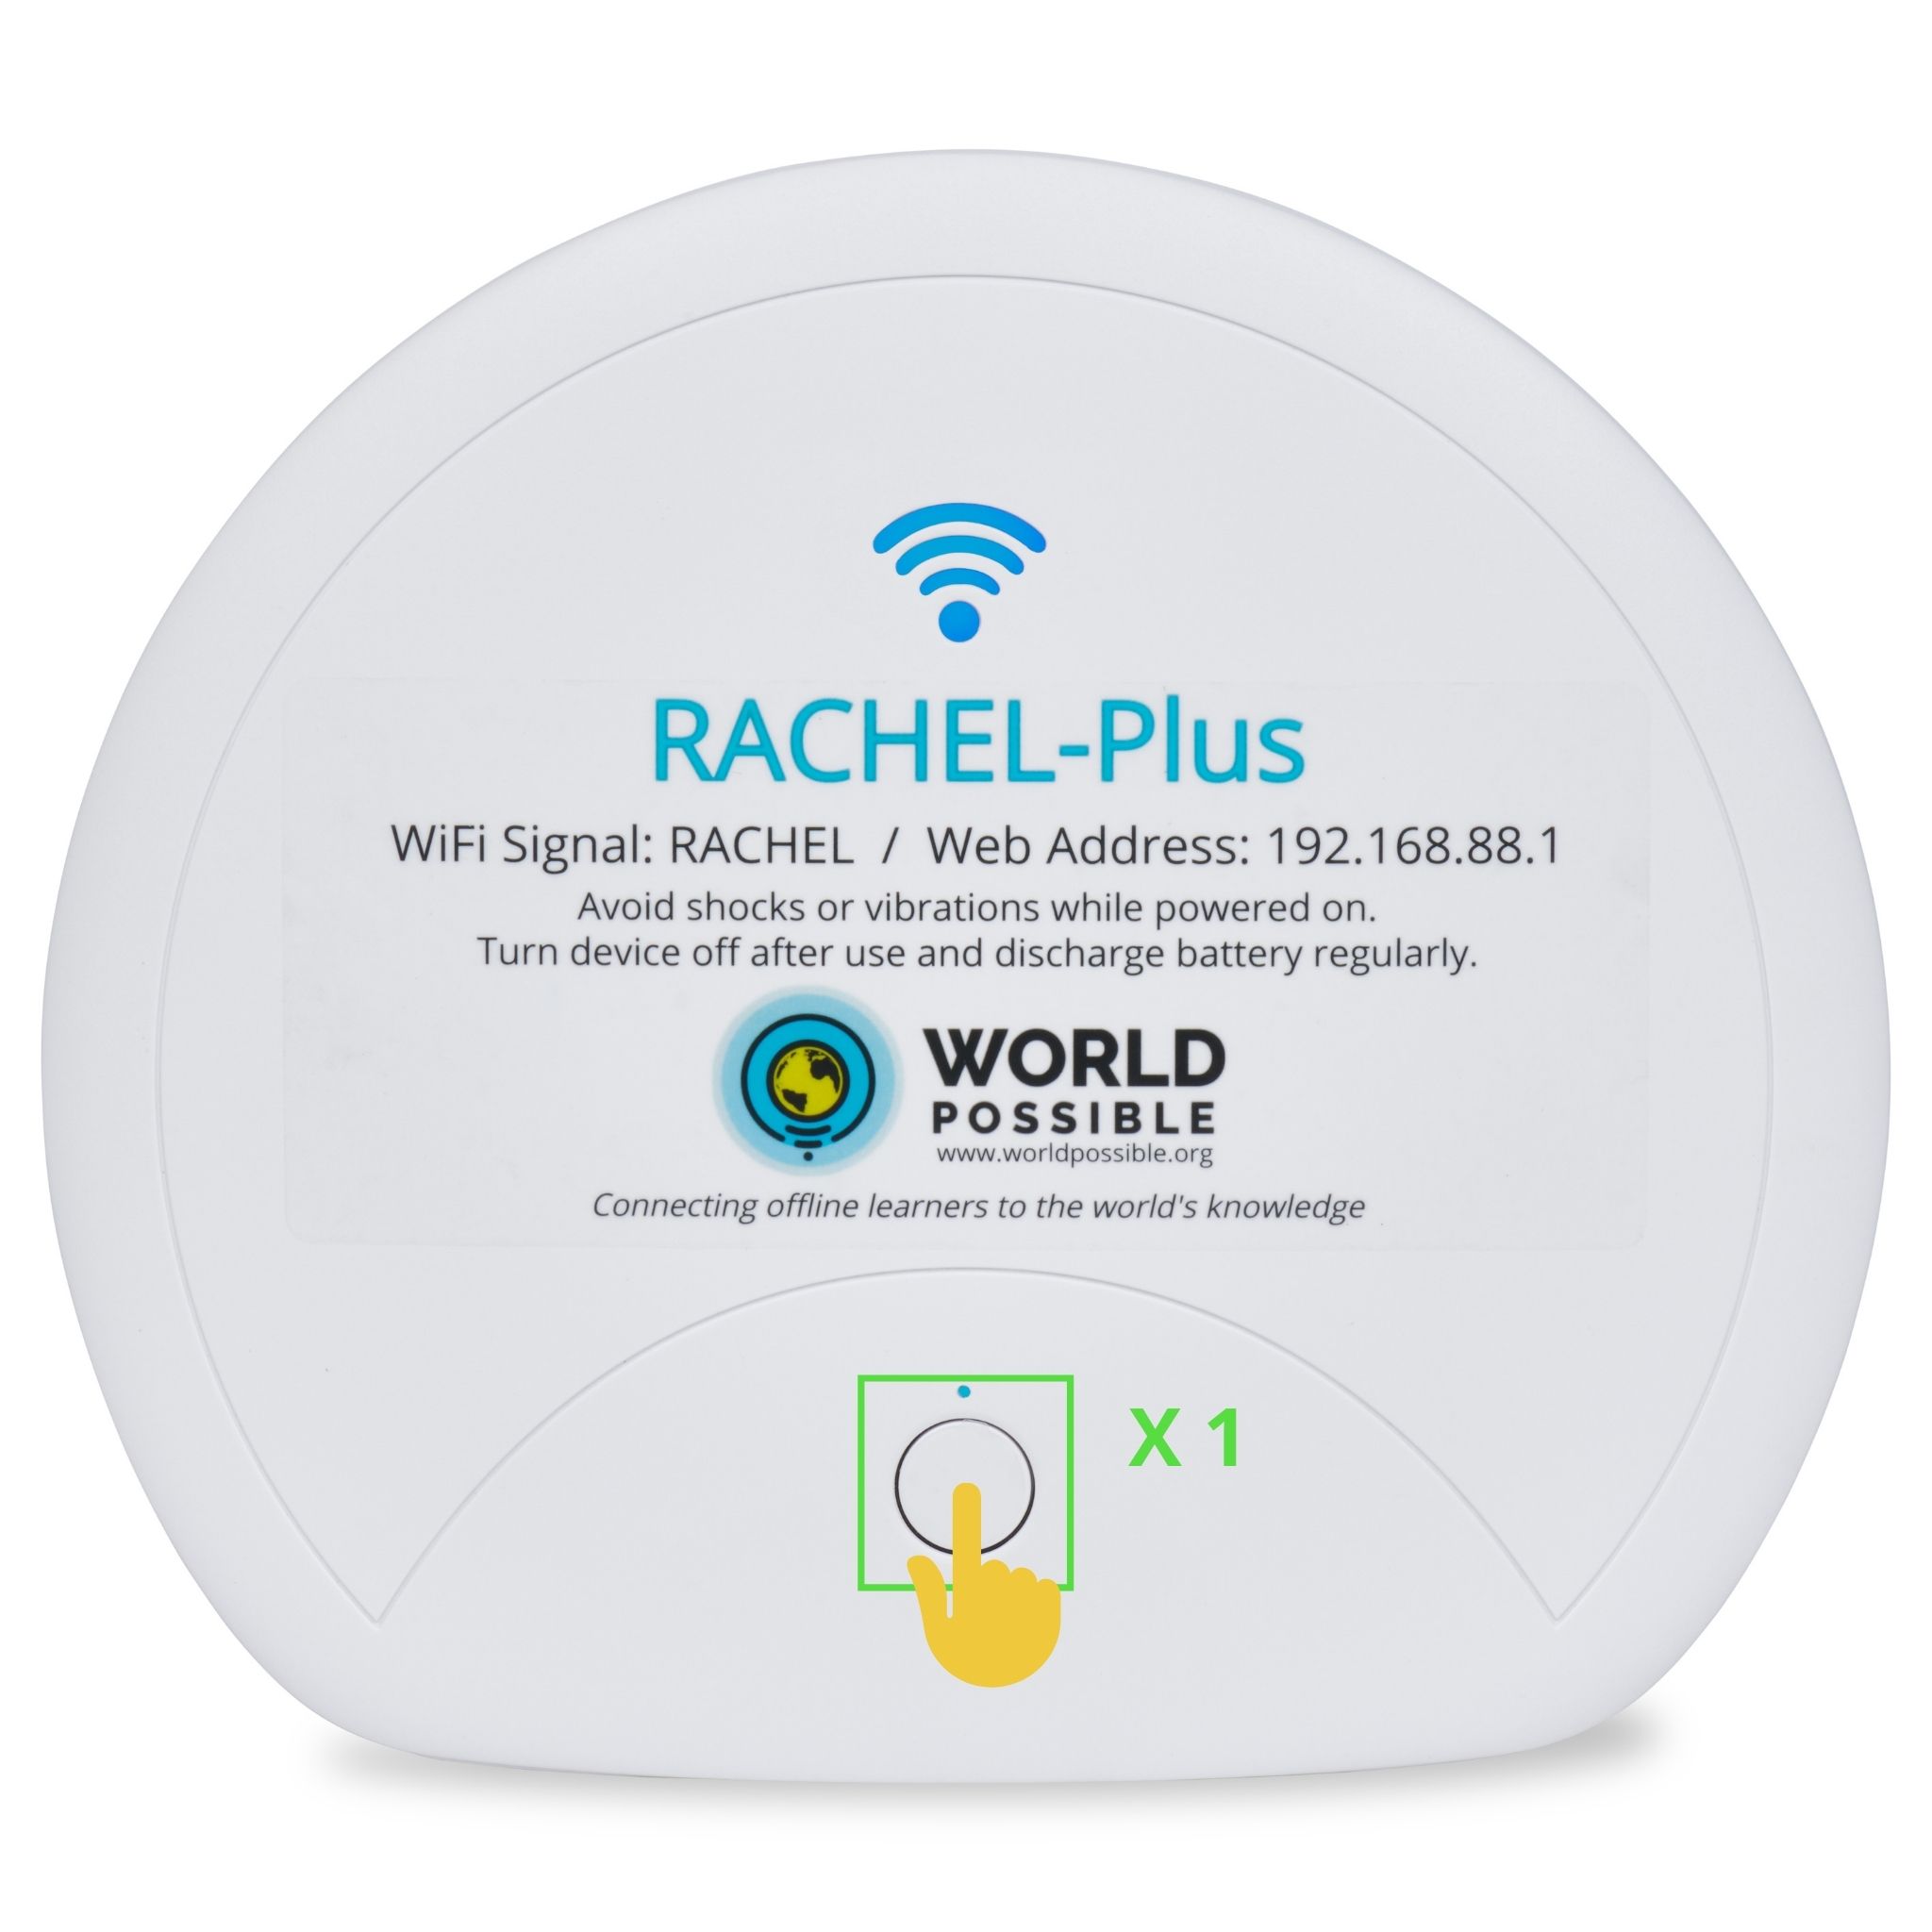 RACHEL-Plus
WiFi Signal: RACHEL / Web Address: 192.168.88.1
Avoid shocks or vibrations while powered on.
Turn device off after use and discharge battery regularly.
WORLD
POSSIBLE
www.worldpossible.org
Connecting offline learners to the world's knowledge
X 1